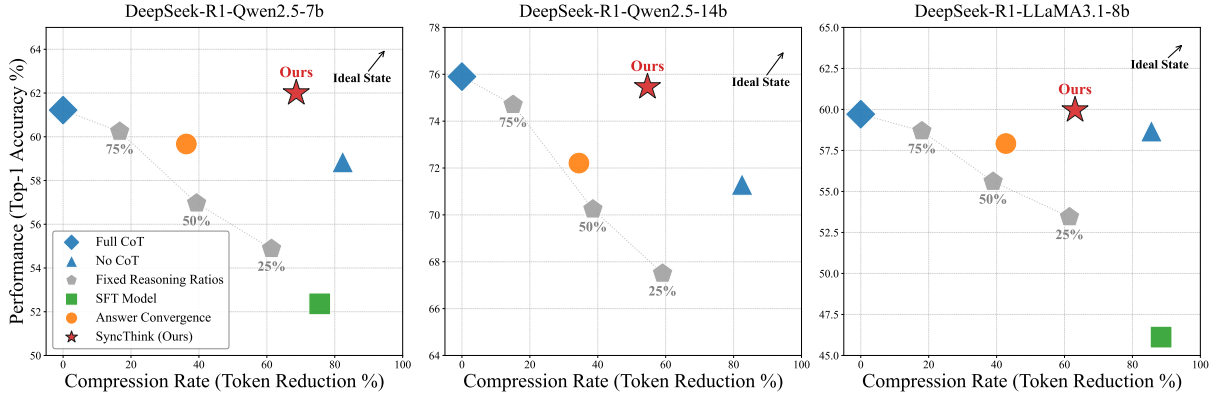 DeepSeek-R1-Qwen2.5-7b
64
62
60
58
56
54
52
50
0
20
40
60
80
100
Performance (Top-1 Accuracy %)
Compression Rate (Token Reduction %)
Ours
Ideal State
75%
50%
25%
Full CoT
No CoT
Fixed Reasoning Ratios
SFT Model
Answer Convergence
SyncThink (Ours)
DeepSeek-R1-Qwen2.5-14b
78
76
74
72
70
68
66
64
0
20
40
60
80
100
Compression Rate (Token Reduction %)
Ours
Ideal State
75%
50%
25%
DeepSeek-R1-LLaMA3.1-8b
65.0
62.5
60.0
57.5
55.0
52.5
50.0
47.5
45.0
0
20
40
60
80
100
Compression Rate (Token Reduction %)
Ours
Ideal State
75%
50%
25%